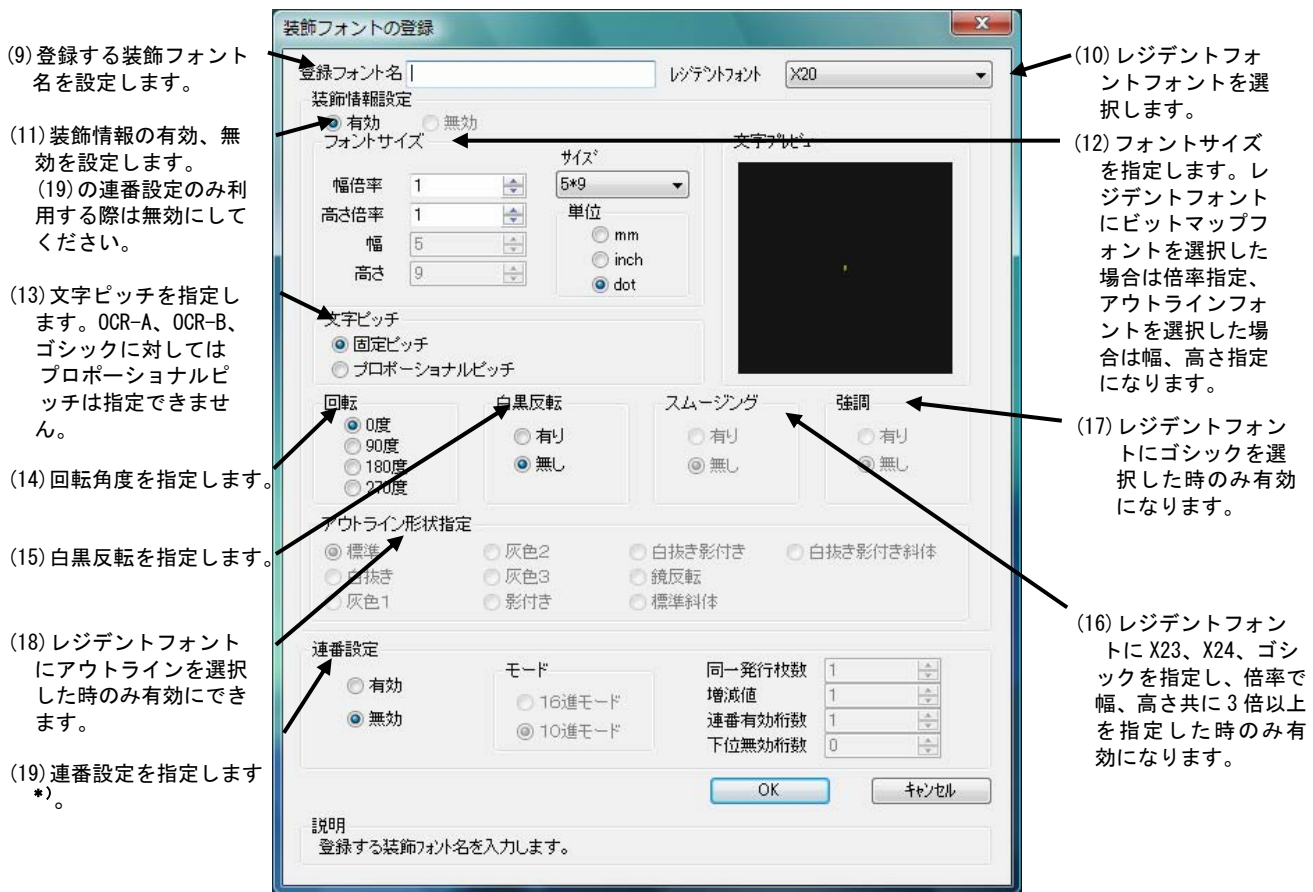 装飾フォントの登録
(9)登録する装飾フォント
名を設定します。
(11)装飾情報の有効、無
効を設定します。
(19)の連番設定のみ利
用する際は無効にして
ください。
(13)文字ピッチを指定し
ます。OCR-A、OCR-B、
ゴシックに対しては
プロポーショナルピ
ッチは指定できませ
ん。
(14)回転角度を指定します。
(15)白黒反転を指定します。
(18)レジデントフォント
にアウトラインを選択
した時のみ有効にでき
ます。
(19)連番設定を指定します
*)。
登録フォント名
レジデントフォント X20
装飾情報設定
有効 無効
フォントサイズ
幅倍率 1
高さ倍率 1
幅 5
高さ 9
サイズ
5*9
単位
mm
inch
dot
文字プレビュー
文字ピッチ
固定ピッチ
プロポーショナルピッチ
回転
0度
90度
180度
270度
白黒反転
有り
無し
スムージング
有り
無し
強調
有り
無し
アウトライン形状指定
標準 灰色2 白抜き影付き 白抜き影付き斜体
白抜き 灰色3 鏡反転
灰色1 影付き 標準斜体
連番設定
有効
無効
モード
16進モード
10進モード
同一発行枚数 1
増減値 1
連番有効桁数 1
下位無効桁数 0
OK キャンセル
説明
登録する装飾フォント名を入力します。
(10)レジデントフォ
ントフォントを選
択します。
(12)フォントサイズ
を指定します。レ
ジデントフォント
にビットマップフ
ォントを選択した
場合は倍率指定、
アウトラインフォ
ントを選択した場
合は幅、高さ指定
になります。
(17)レジデントフォン
トにゴシックを選
択した時のみ有効
になります。
(16)レジデントフォン
トに X23、X24、ゴシ
ックを指定し、倍率で
幅、高さ共に 3 倍以上
を指定した時のみ有
効になります。